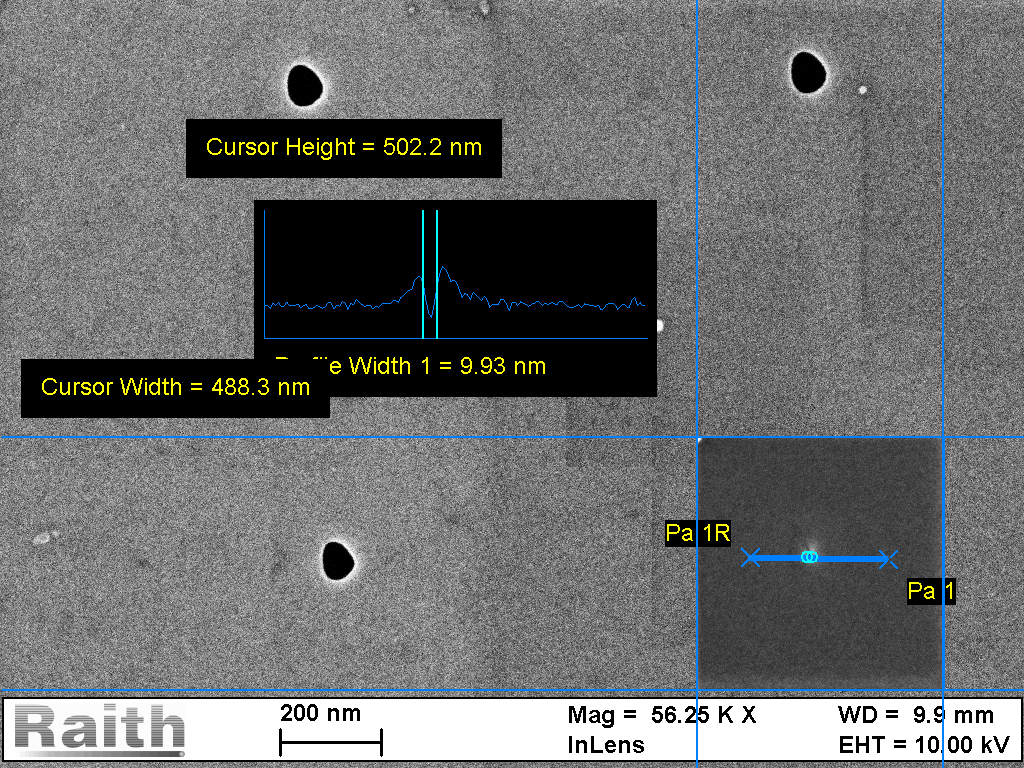 Cursor Height = 502.2 nm
Width 1 = 9.93 nm
Cursor Width = 488.3 nm
Pa 1R
Pa 1
Raith
200 nm
Mag = 56.25 K X
WD = 9.9 mm
InLens
EHT = 10.00 kV